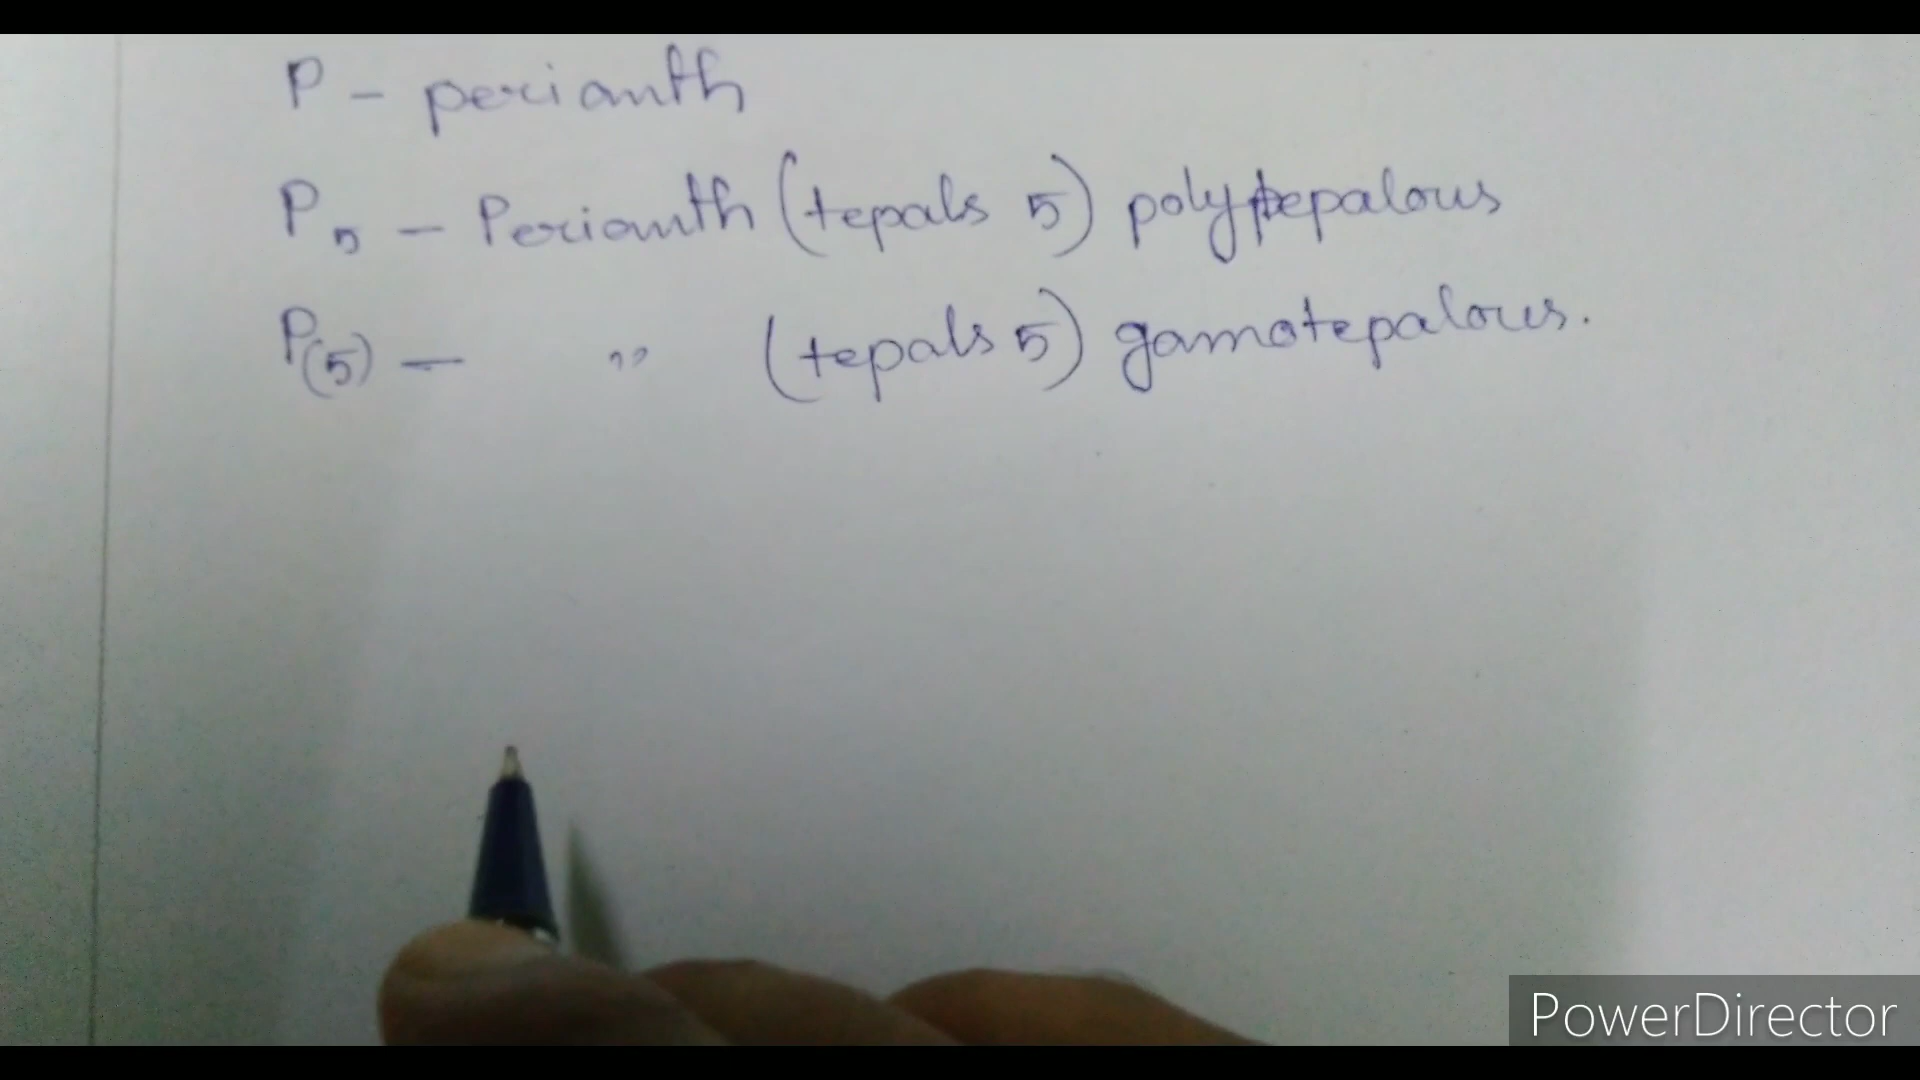 P - perianth
P5 - Perianth (tepals 5) polytepalous
P(5) - " (tepals 5) gamotepalous.
PowerDirector